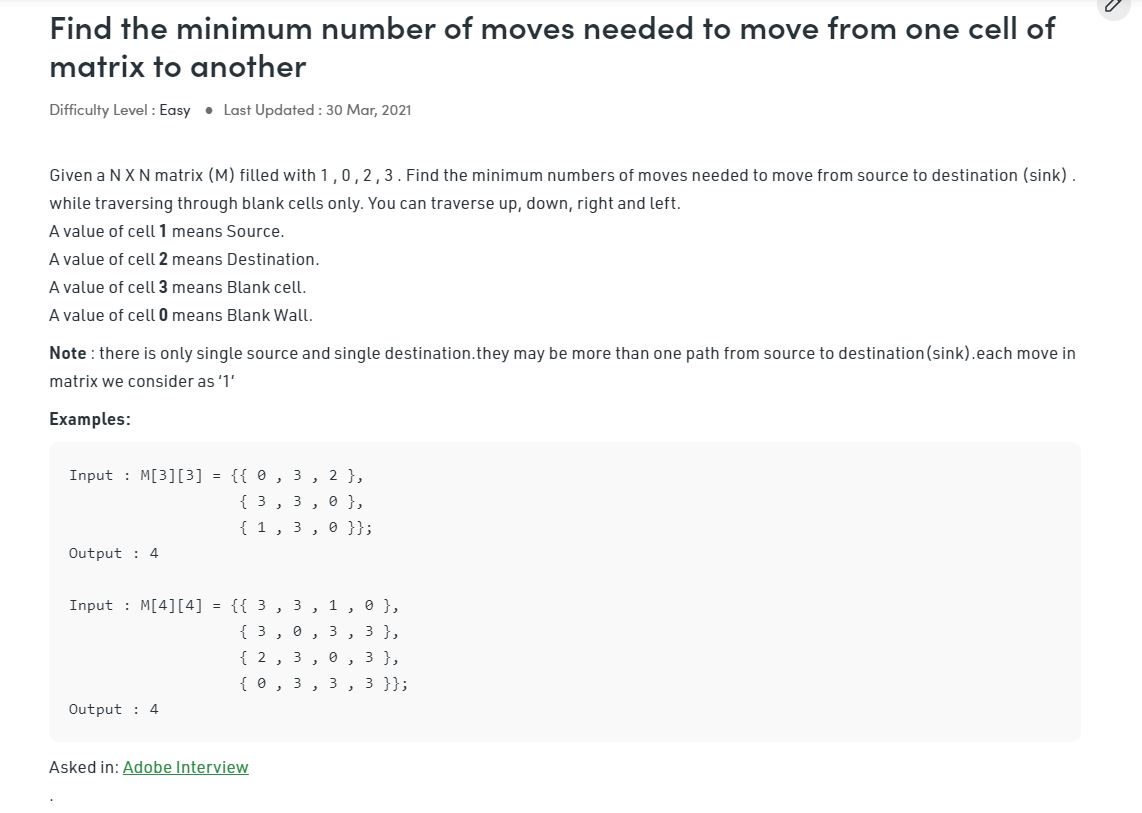 Find the minimum number of moves needed to move from one cell of
matrix to another
Difficulty Level : Easy ● Last Updated : 30 Mar, 2021
Given a N X N matrix (M) filled with 1 , 0 , 2 , 3 . Find the minimum numbers of moves needed to move from source to destination (sink) .
while traversing through blank cells only. You can traverse up, down, right and left.
A value of cell 1 means Source.
A value of cell 2 means Destination.
A value of cell 3 means Blank cell.
A value of cell 0 means Blank Wall.
Note : there is only single source and single destination.they may be more than one path from source to destination(sink).each move in
matrix we consider as ‘1’
Examples:
Input : M[3][3] = {{ 0 , 3 , 2 },
{ 3 , 3 , 0 },
{ 1 , 3 , 0 }};
Output : 4
Input : M[4][4] = {{ 3 , 3 , 1 , 0 },
{ 3 , 0 , 3 , 3 },
{ 2 , 3 , 0 , 3 },
{ 0 , 3 , 3 , 3 }};
Output : 4
Asked in: Adobe Interview
.